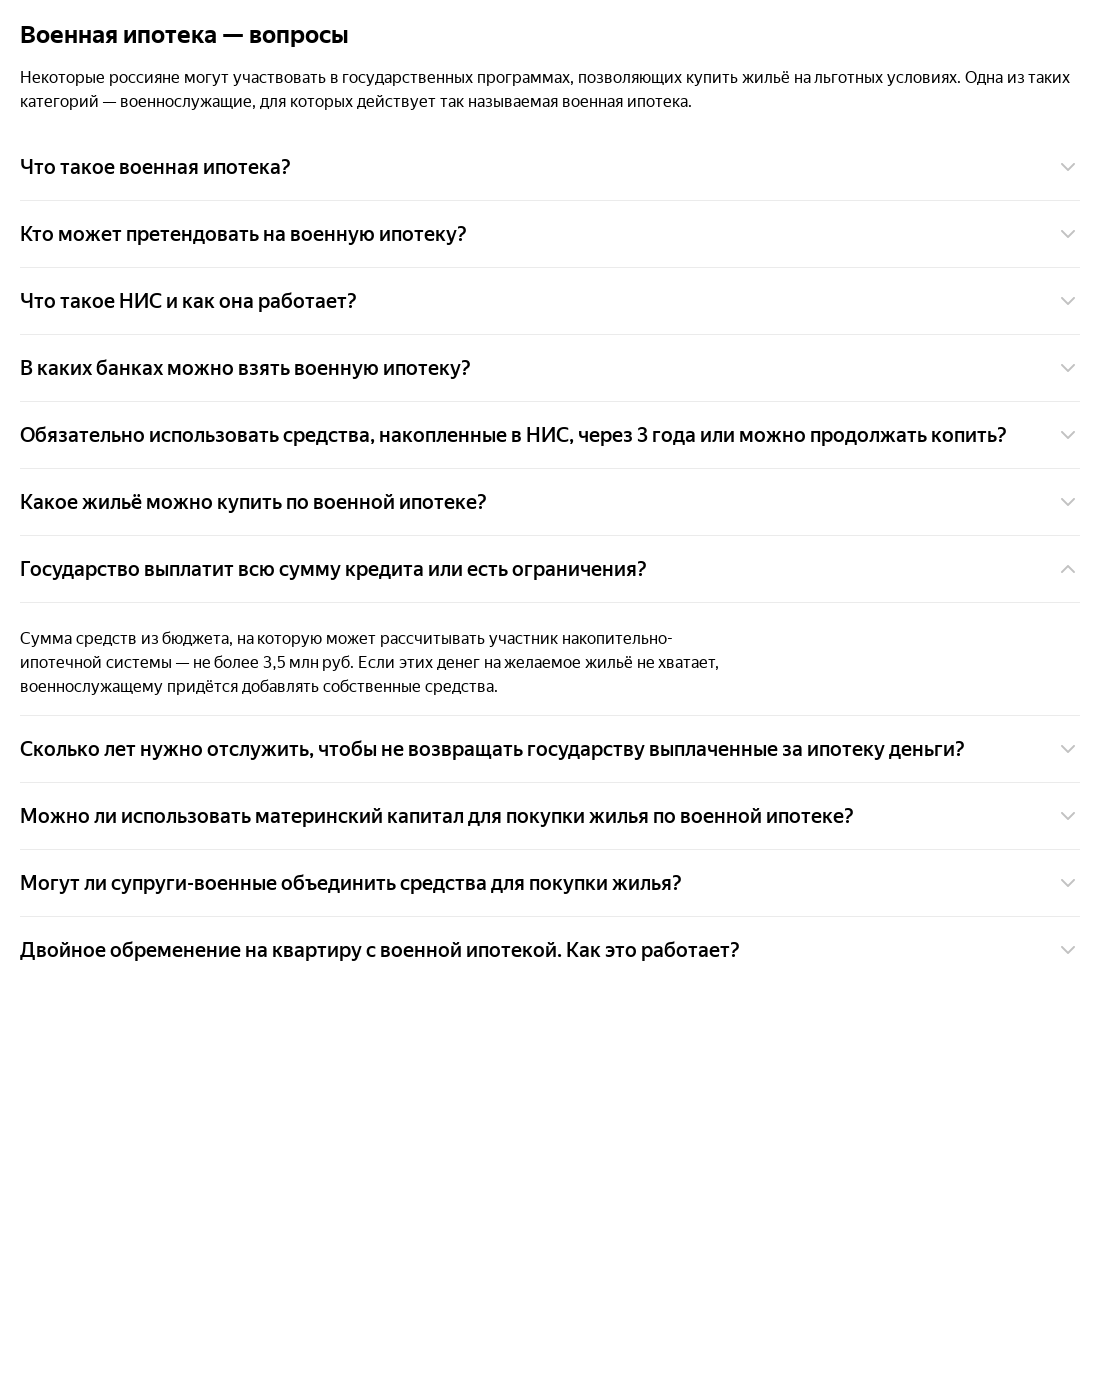 Военная ипотека — вопросы
Некоторые россияне могут участвовать в государственных программах, позволяющих купить жильё на льготных условиях. Одна из таких
категорий — военнослужащие, для которых действует так называемая военная ипотека.
Что такое военная ипотека?
Кто может претендовать на военную ипотеку?
Что такое НИС и как она работает?
В каких банках можно взять военную ипотеку?
Обязательно использовать средства, накопленные в НИС, через 3 года или можно продолжать копить?
Какое жильё можно купить по военной ипотеке?
Государство выплатит всю сумму кредита или есть ограничения?
Сумма средств из бюджета, на которую может рассчитывать участник накопительно-
ипотечной системы — не более 3,5 млн руб. Если этих денег на желаемое жильё не хватает,
военнослужащему придётся добавлять собственные средства.
Сколько лет нужно отслужить, чтобы не возвращать государству выплаченные за ипотеку деньги?
Можно ли использовать материнский капитал для покупки жилья по военной ипотеке?
Могут ли супруги-военные объединить средства для покупки жилья?
Двойное обременение на квартиру с военной ипотекой. Как это работает?